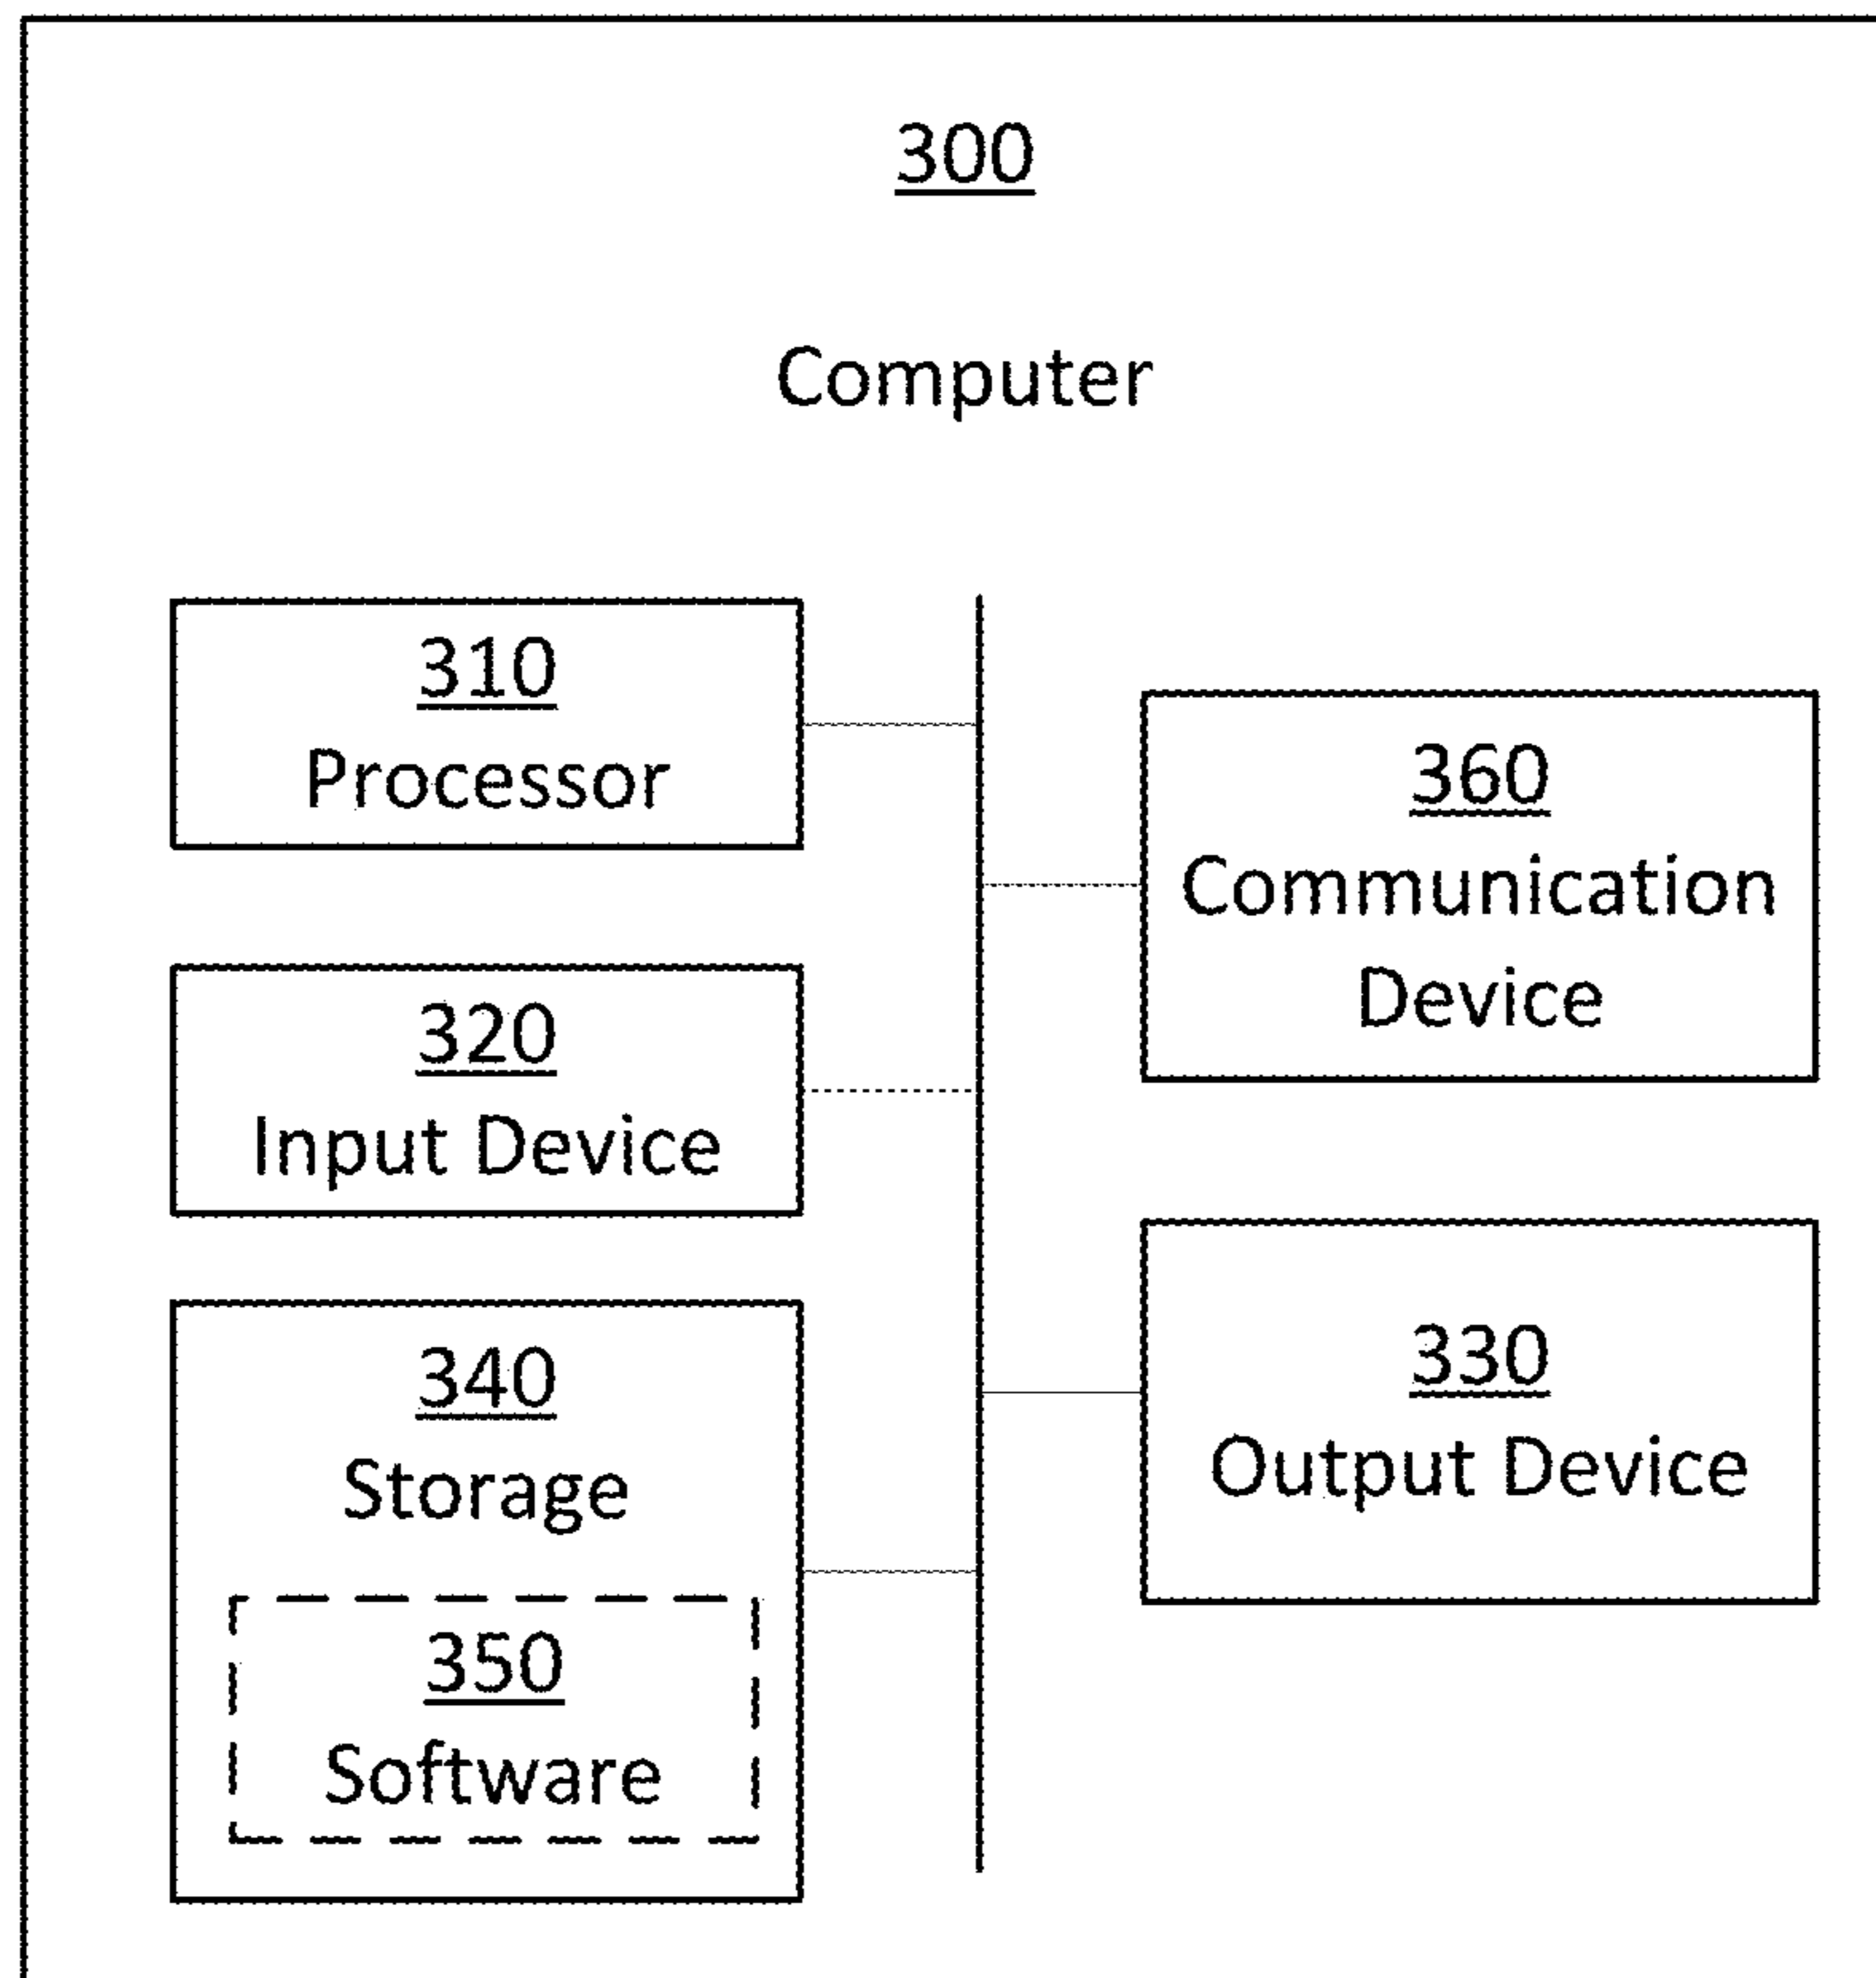 300
Computer
310
Processor
320
Input Device
340
Storage
350
Software
360
Communication
Device
330
Output Device